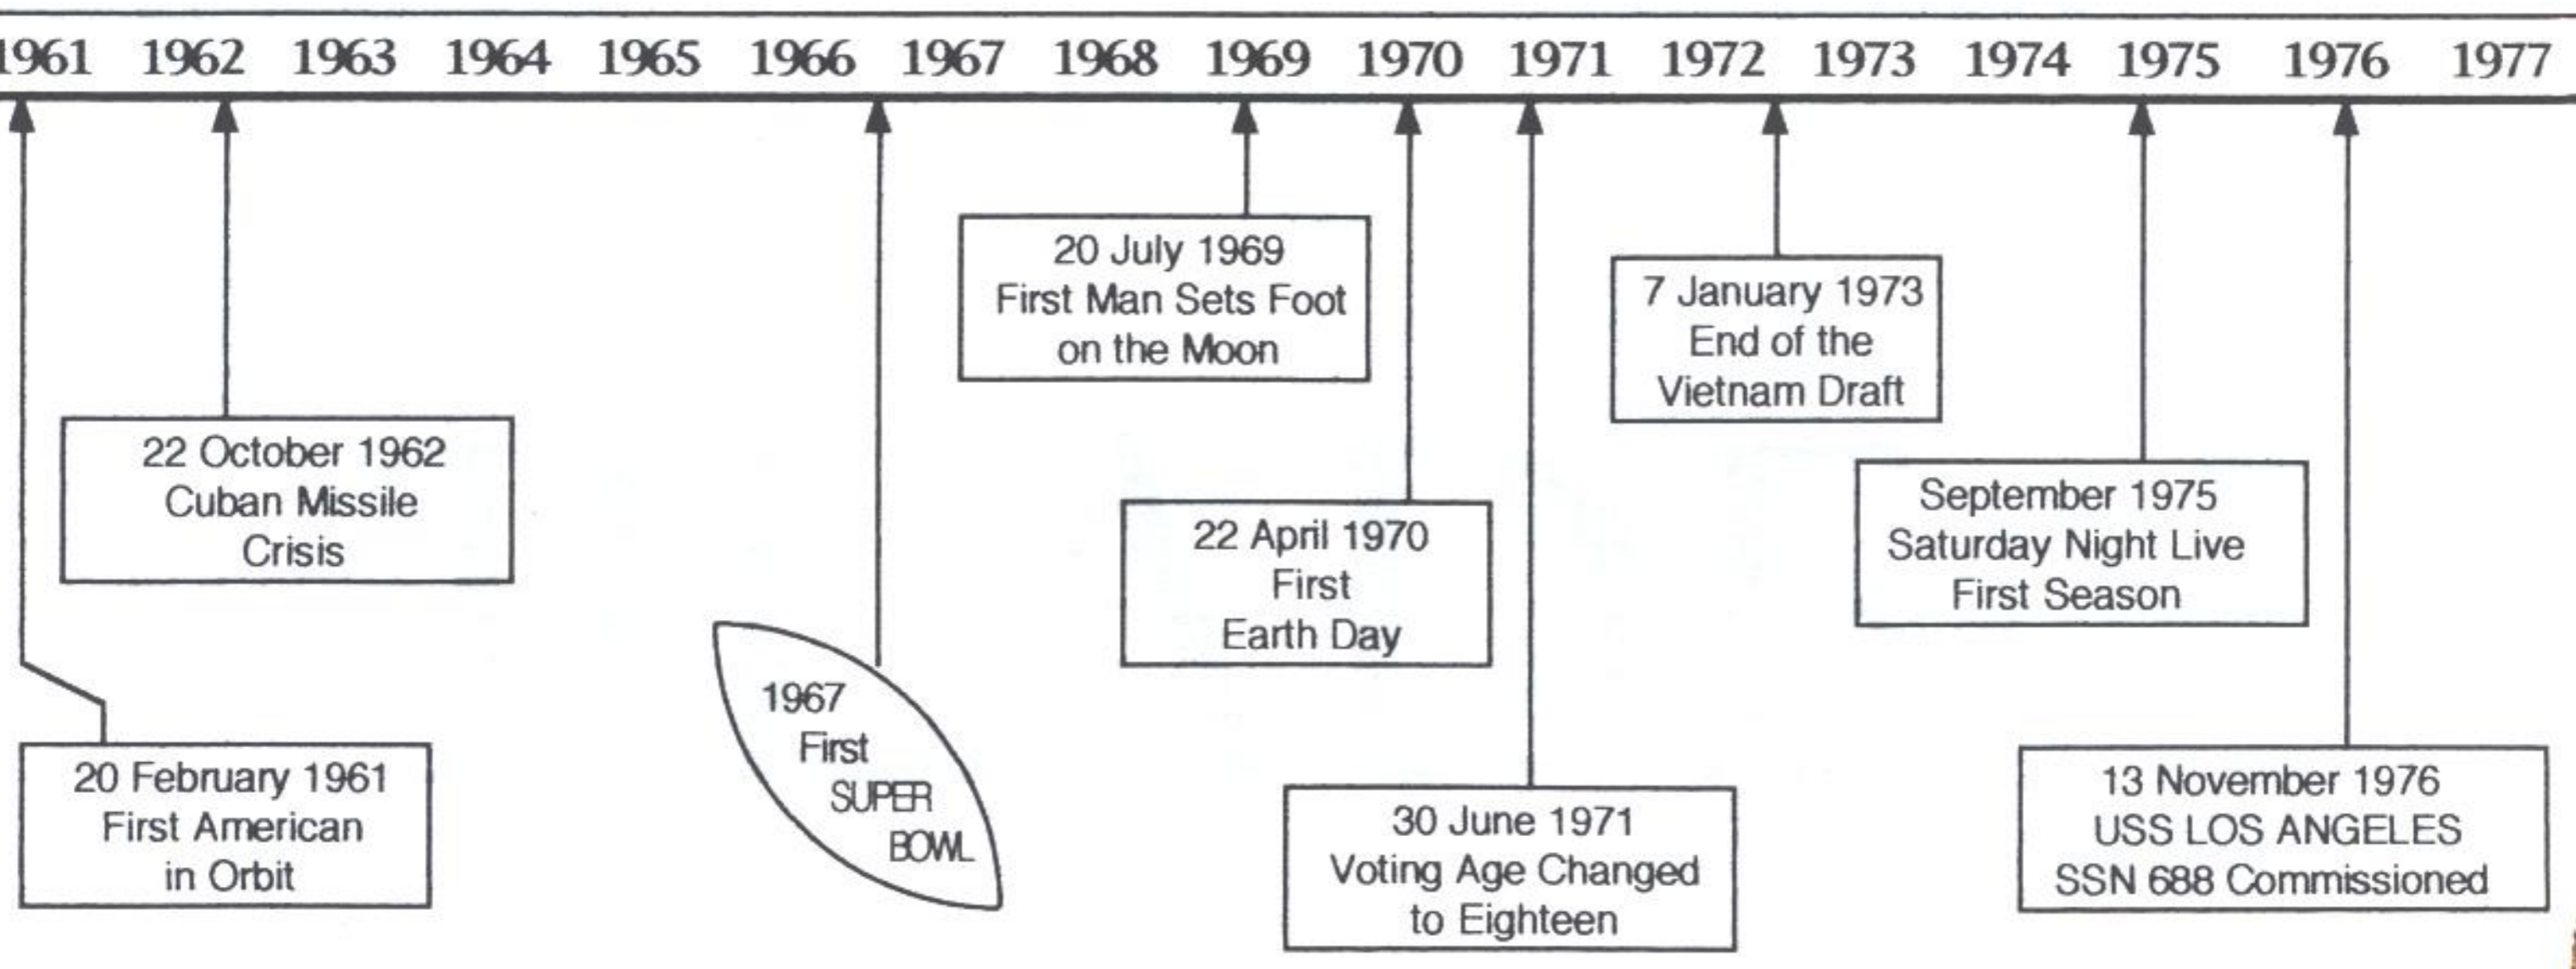 1961 1962 1963 1964 1965 1966 1967 1968 1969 1970 1971 1972 1973 1974 1975 1976 1977
20 July 1969
First Man Sets Foot
on the Moon
7 January 1973
End of the
Vietnam Draft
22 October 1962
Cuban Missile
Crisis
22 April 1970
First
Earth Day
September 1975
Saturday Night Live
First Season
1967
First
SUPER
BOWL
20 February 1961
First American
in Orbit
30 June 1971
Voting Age Changed
to Eighteen
13 November 1976
USS LOS ANGELES
SSN 688 Commissioned